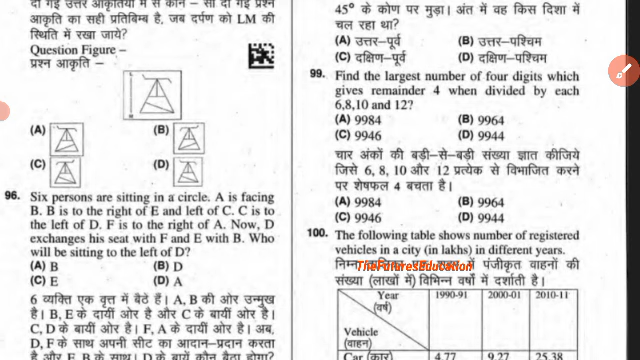 दी गई उत्तर आकृतियों में से कौन – सी दी गई प्रश्न
आकृति का सही प्रतिबिम्ब है, जब दर्पण को LM की
स्थिति में रखा जाये?
Question Figure –
प्रश्न आकृति –
L
M
(A)
(B)
(C)
(D)
96. Six persons are sitting in a circle. A is facing
B. B is to the right of E and left of C. C is to
the left of D. F is to the right of A. Now, D
exchanges his seat with F and E with B. Who
will be sitting to the left of D?
(A) B (B) D
(C) E (D) A
6 व्यक्ति एक वृत्त में बैठे हैं। A, B की ओर उन्मुख
है। B, E के दायीं ओर है और C के बायीं ओर है।
C, D के बायीं ओर है। F, A के दायीं ओर है। अब,
D, F के साथ अपनी सीट का आदान–प्रदान करता
है और E, B के साथ। D के बायें कौन बैठा होगा?
45° के कोण पर मुड़ा। अंत में वह किस दिशा में
चल रहा था?
(A) उत्तर–पूर्व (B) उत्तर–पश्चिम
(C) दक्षिण–पूर्व (D) दक्षिण–पश्चिम
99. Find the largest number of four digits which
gives remainder 4 when divided by each
6,8,10 and 12?
(A) 9984 (B) 9964
(C) 9946 (D) 9944
चार अंकों की बड़ी–से–बड़ी संख्या ज्ञात कीजिये
जिसे 6, 8, 10 और 12 प्रत्येक से विभाजित करने
पर शेषफल 4 बचता है।
(A) 9984 (B) 9964
(C) 9946 (D) 9944
100. The following table shows number of registered
vehicles in a city (in lakhs) in different years.
TheFuturesEducation
निम्न में पंजीकृत वाहनों की
संख्या (लाखों में) विभिन्न वर्षों में दर्शाती है।
Year 1990-91 2000-01 2010-11
(वर्ष)
Vehicle
(वाहन)
Car (कार) 4.77 9.27 25.38